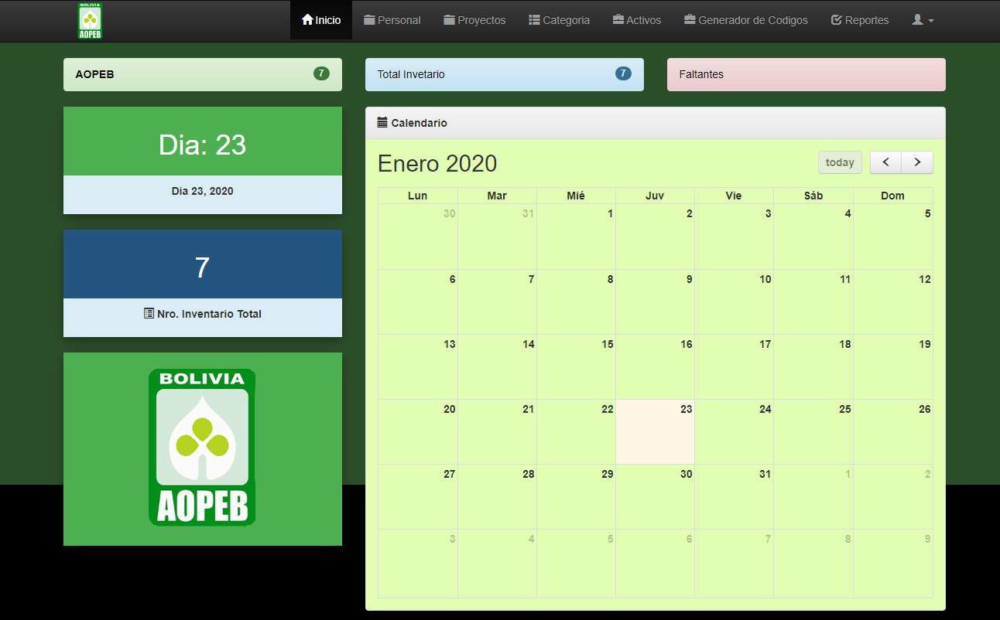 BOLIVIA
AOPEB
Inicio Personal Proyectos Categoria Activos Generador de Codigos Reportes
AOPEB 7
Total Invetario 7
Faltantes
Dia: 23
Dia 23, 2020
7
Nro. Inventario Total
BOLIVIA
AOPEB
Calendario
Enero 2020
today
Lun Mar Mié Juv Vie Sáb Dom
30 31 1 2 3 4 5
6 7 8 9 10 11 12
13 14 15 16 17 18 19
20 21 22 23 24 25 26
27 28 29 30 31 1 2
3 4 5 6 7 8 9